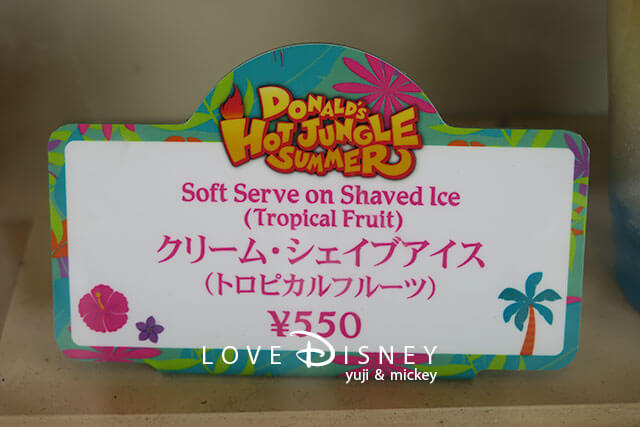 DONALD'S
HOT JUNGLE
SUMMER
Soft Serve on Shaved Ice
(Tropical Fruit)
クリーム・シェイブアイス
(トロピカルフルーツ)
¥550
LOVE DISNEY
yuji & mickey